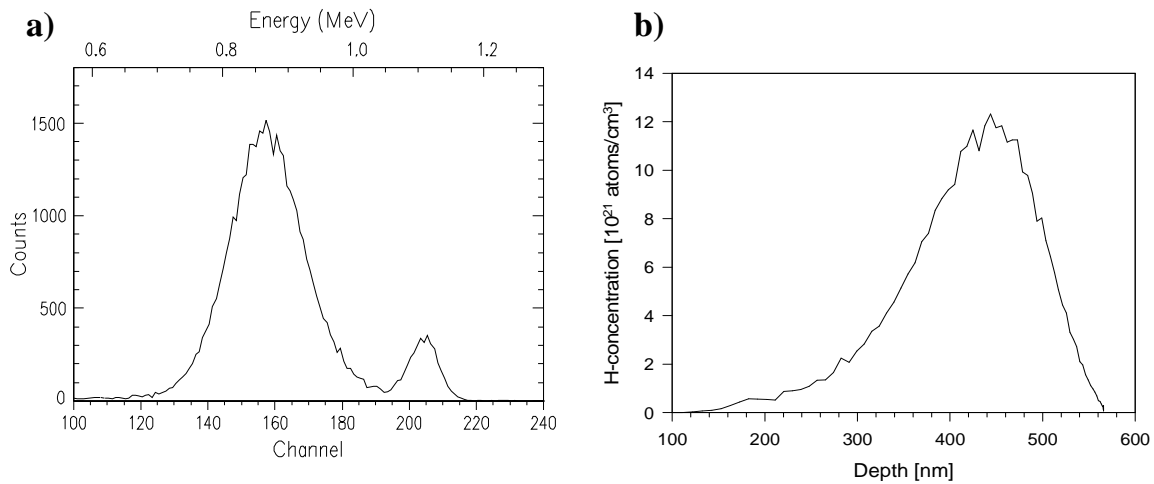 a)
Energy (MeV)
0.6 0.8 1.0 1.2
1500
1000
500
0
Counts
100 120 140 160 180 200 220 240
Channel
b)
14
12
10
8
6
4
2
0
H-concentration [10²¹ atoms/cm³]
100 200 300 400 500 600
Depth [nm]